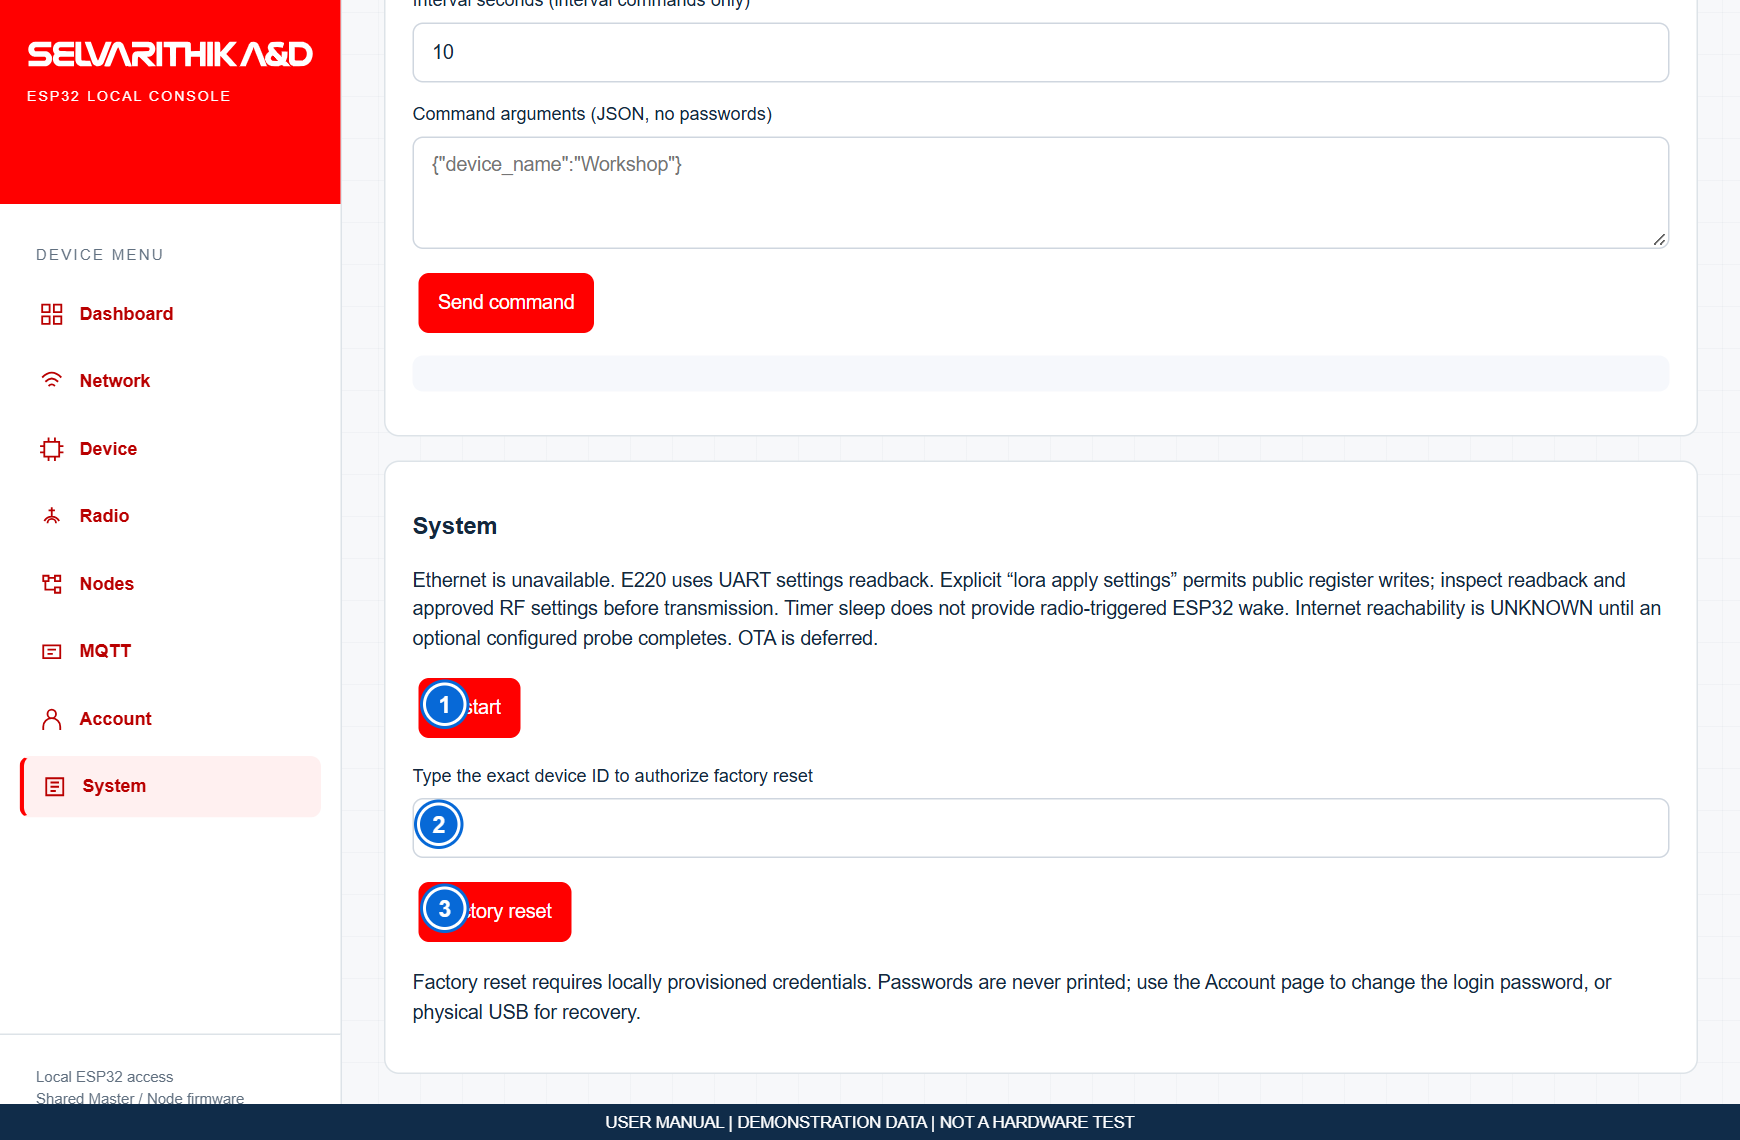 SELVARITHIK A&D
ESP32 LOCAL CONSOLE
DEVICE MENU
Dashboard
Network
Device
Radio
Nodes
MQTT
Account
System
Local ESP32 access
Shared Master / Node firmware
Interval seconds (interval commands only)
10
Command arguments (JSON, no passwords)
{"device_name":"Workshop"}
Send command
System
Ethernet is unavailable. E220 uses UART settings readback. Explicit “lora apply settings” permits public register writes; inspect readback and
approved RF settings before transmission. Timer sleep does not provide radio-triggered ESP32 wake. Internet reachability is UNKNOWN until an
optional configured probe completes. OTA is deferred.
1 start
Type the exact device ID to authorize factory reset
2
3 tory reset
Factory reset requires locally provisioned credentials. Passwords are never printed; use the Account page to change the login password, or
physical USB for recovery.
USER MANUAL | DEMONSTRATION DATA | NOT A HARDWARE TEST